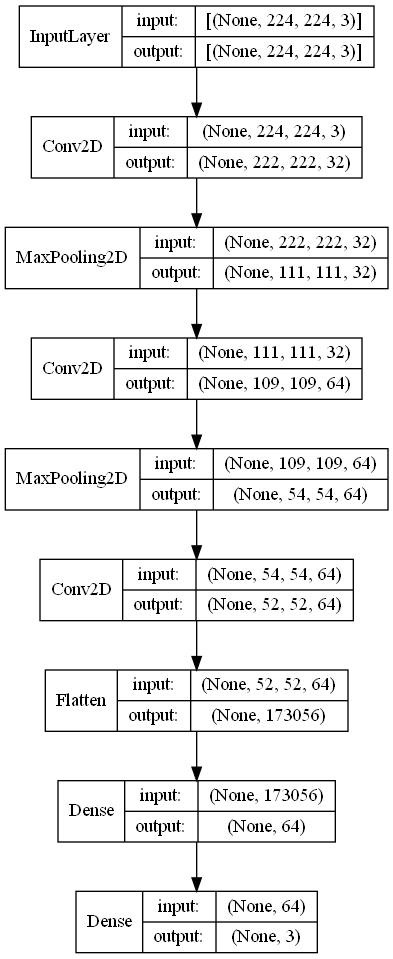 InputLayer
input: [(None, 224, 224, 3)]
output: [(None, 224, 224, 3)]
Conv2D
input: (None, 224, 224, 3)
output: (None, 222, 222, 32)
MaxPooling2D
input: (None, 222, 222, 32)
output: (None, 111, 111, 32)
Conv2D
input: (None, 111, 111, 32)
output: (None, 109, 109, 64)
MaxPooling2D
input: (None, 109, 109, 64)
output: (None, 54, 54, 64)
Conv2D
input: (None, 54, 54, 64)
output: (None, 52, 52, 64)
Flatten
input: (None, 52, 52, 64)
output: (None, 173056)
Dense
input: (None, 173056)
output: (None, 64)
Dense
input: (None, 64)
output: (None, 3)